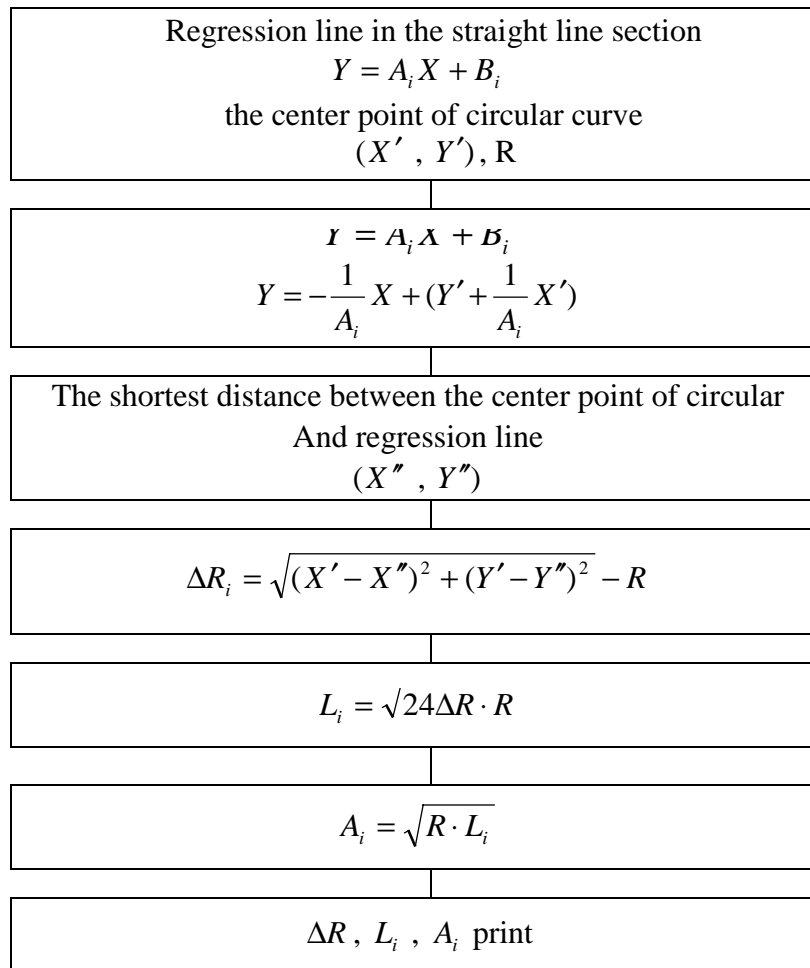 Regression line in the straight line section
Y = A_i X + B_i
the center point of circular curve
(X′ , Y′), R
Y = A_i X + B_i
Y = −1/A_i X + (Y′ + 1/A_i X′)
The shortest distance between the center point of circular
And regression line
(X″ , Y″)
ΔR_i = √((X′ − X″)² + (Y′ − Y″)²) − R
L_i = √24ΔR · R
A_i = √(R · L_i)
ΔR , L_i , A_i print